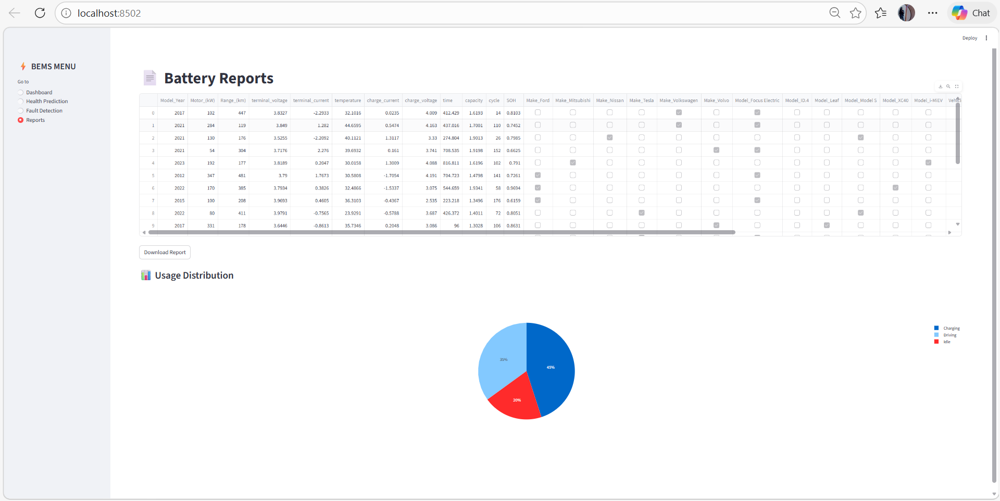 localhost:8502
Chat
Deploy
BEMS MENU
Go to
Dashboard
Health Prediction
Fault Detection
Reports
Battery Reports
Model_Year Motor_(kW) Range_(km) terminal_voltage terminal_current temperature charge_current charge_voltage time capacity cycle SOH Make_Ford Make_Mitsubishi Make_Nissan Make_Tesla Make_Volkswagen Make_Volvo Model_Focus Electric Model_ID.4 Model_Leaf Model_Model S Model_XC40 Model_i-MiEV Vehicl
0 2017 102 447 3.8327 -2.2933 32.1016 0.0235 4.009 412.429 1.6193 14 0.8103
1 2021 284 119 3.849 1.282 44.6595 0.5474 4.163 437.016 1.7001 110 0.7452
2 2021 130 176 3.5255 -2.2092 40.1121 1.3117 3.33 274.804 1.9013 26 0.7985
3 2021 54 304 3.7176 2.276 39.6932 0.161 3.741 708.535 1.9198 152 0.6625
4 2023 192 177 3.8189 0.2047 30.0158 1.3009 4.088 816.811 1.6196 102 0.791
5 2012 347 481 3.79 1.7673 30.5808 -1.7054 4.191 704.723 1.4798 141 0.7261
6 2022 170 385 3.7934 0.3826 32.4866 -1.5337 3.075 544.659 1.9341 58 0.9694
7 2015 100 208 3.9693 0.4605 36.3103 -0.4367 2.535 223.218 1.3496 176 0.6159
8 2022 80 411 3.9791 -0.7565 23.9291 -0.5788 3.687 426.372 1.4011 72 0.8051
9 2017 331 178 3.6446 -0.8613 35.7346 0.2048 3.086 96 1.3028 106 0.8631
Download Report
Usage Distribution
Charging
Driving
Idle
35%
45%
20%